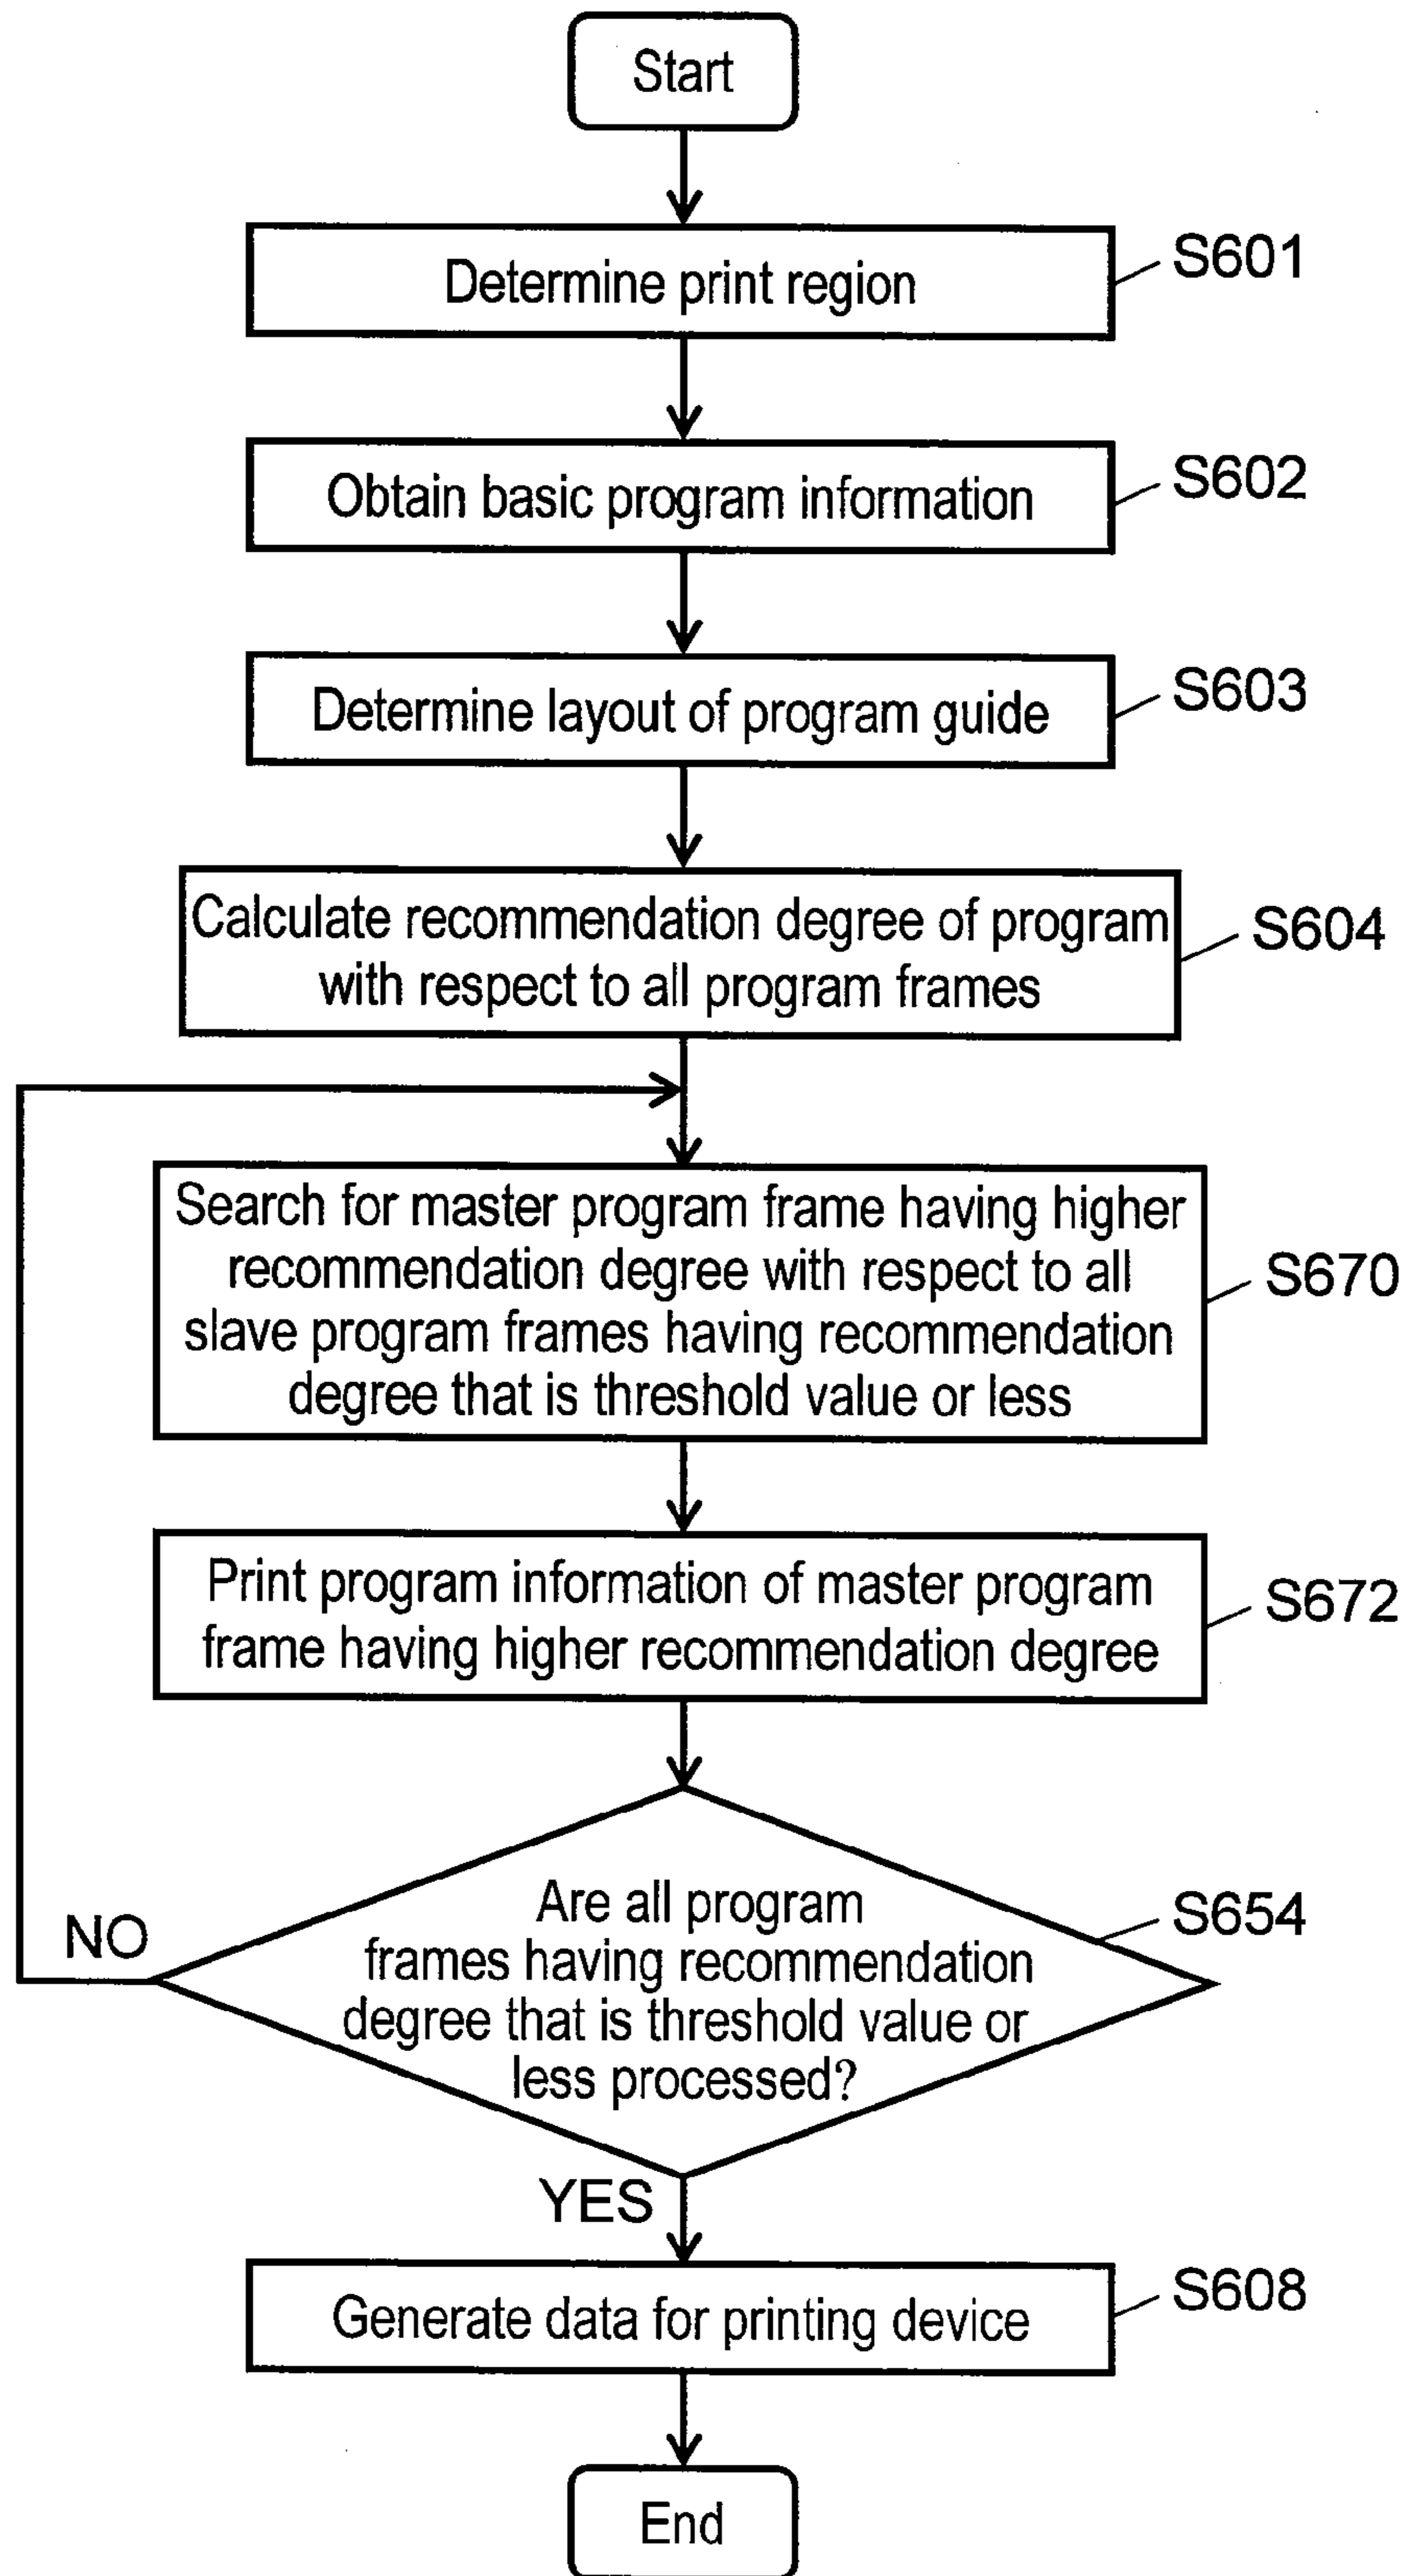 Start
Determine print region
S601
Obtain basic program information
S602
Determine layout of program guide
S603
Calculate recommendation degree of program
with respect to all program frames
S604
Search for master program frame having higher
recommendation degree with respect to all
slave program frames having recommendation
degree that is threshold value or less
S670
Print program information of master program
frame having higher recommendation degree
S672
Are all program
frames having recommendation
degree that is threshold value or
less processed?
S654
NO
YES
Generate data for printing device
S608
End